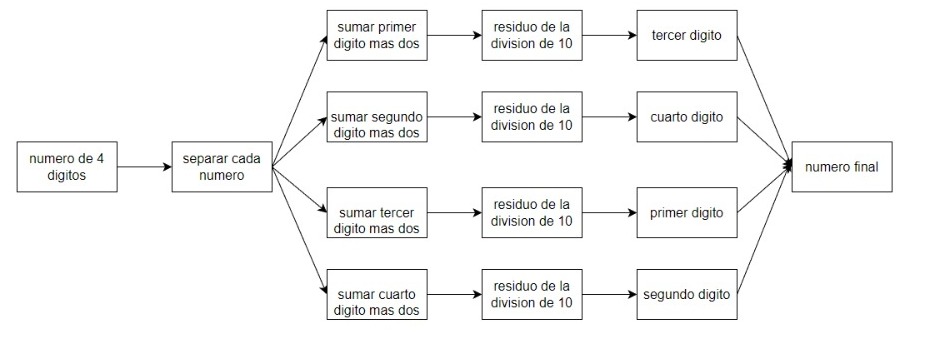 numero de 4
digitos
separar cada
numero
sumar primer
digito mas dos
residuo de la
division de 10
tercer digito
sumar segundo
digito mas dos
residuo de la
division de 10
cuarto digito
sumar tercer
digito mas dos
residuo de la
division de 10
primer digito
sumar cuarto
digito mas dos
residuo de la
division de 10
segundo digito
numero final